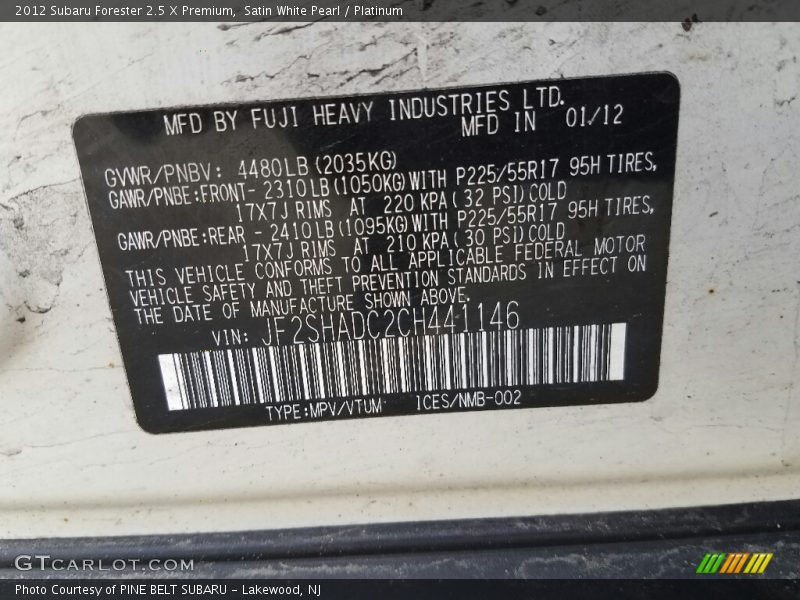 2012 Subaru Forester 2.5 X Premium,  Satin White Pearl / Platinum
MFD BY FUJI HEAVY INDUSTRIES LTD.
MFD IN 01/12
GVWR/PNBV: 4480LB (2035KG)
GAWR/PNBE:FRONT- 2310LB(1050KG)WITH P225/55R17 95H TIRES,
17X7J RIMS AT 220 KPA( 32 PSI)COLD
GAWR/PNBE:REAR - 2410LB(1095KG)WITH P225/55R17 95H TIRES,
17X7J RIMS AT 210 KPA( 30 PSI)COLD
THIS VEHICLE CONFORMS TO ALL APPLICABLE FEDERAL MOTOR
VEHICLE SAFETY AND THEFT PREVENTION STANDARDS IN EFFECT ON
THE DATE OF MANUFACTURE SHOWN ABOVE.
VIN: JF2SHADC2CH441146
TYPE:MPV/VTUM ICES/NMB-002
GTCARLOT.COM
Photo Courtesy of PINE BELT SUBARU - Lakewood, NJ